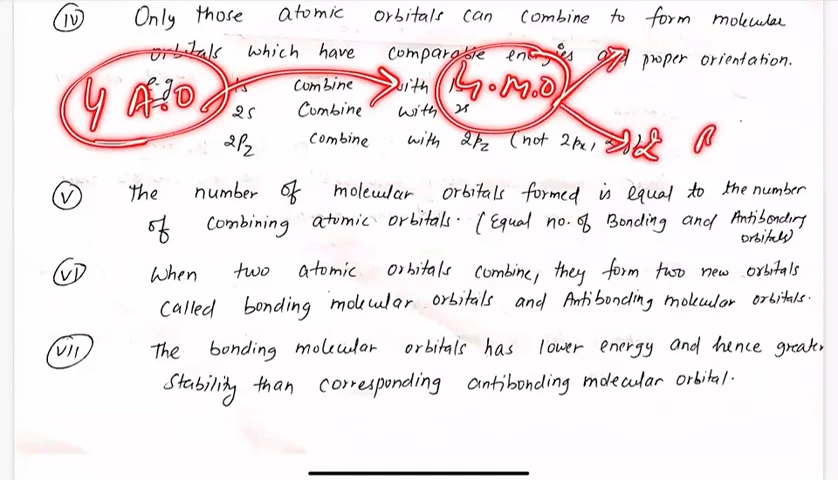 (iv) Only those atomic orbitals can combine to form molecular
orbitals which have comparable energies and proper orientation.
e.g 1s combine with
2s Combine with 2s
2Pz combine with 2Pz (not 2Px,
4 A.O 4.M.O
(v) The number of molecular orbitals formed is equal to the number
of combining atomic orbitals. (Equal no. of Bonding and Antibonding
orbitals)
(vi) When two atomic orbitals combine, they form two new orbitals
Called bonding molecular orbitals and Antibonding molecular orbitals.
(vii) The bonding molecular orbitals has lower energy and hence greater
Stability than corresponding antibonding molecular orbital.